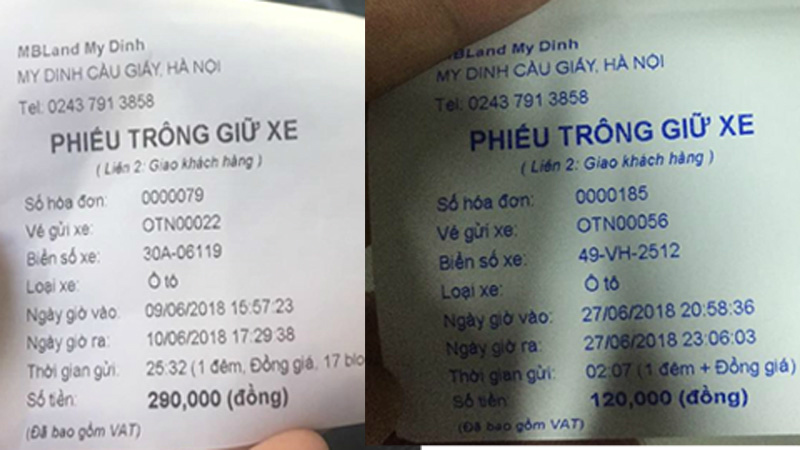 MBLand My Dinh
MY DINH CẦU GIẤY, HÀ NỘI
Tel: 0243 791 3858
PHIẾU TRÔNG GIỮ XE
( Liên 2: Giao khách hàng )
Số hóa đơn: 0000079
Vé gửi xe: OTN00022
Biển số xe: 30A-06119
Loại xe: Ô tô
Ngày giờ vào: 09/06/2018 15:57:23
Ngày giờ ra: 10/06/2018 17:29:38
Thời gian gửi: 25:32 (1 đêm, Đồng giá, 17 blo
Số tiền: 290,000 (đồng)
(Đã bao gồm VAT)
MBLand My Dinh
MY DINH CẦU GIẤY, HÀ NỘI
Tel: 0243 791 3858
PHIẾU TRÔNG GIỮ XE
( Liên 2: Giao khách hàng )
Số hóa đơn: 0000185
Vé gửi xe: OTN00056
Biển số xe: 49-VH-2512
Loại xe: Ô tô
Ngày giờ vào: 27/06/2018 20:58:36
Ngày giờ ra: 27/06/2018 23:06:03
Thời gian gửi: 02:07 (1 đêm + Đồng giá)
Số tiền: 120,000 (đồng)
(Đã bao gồm VAT)